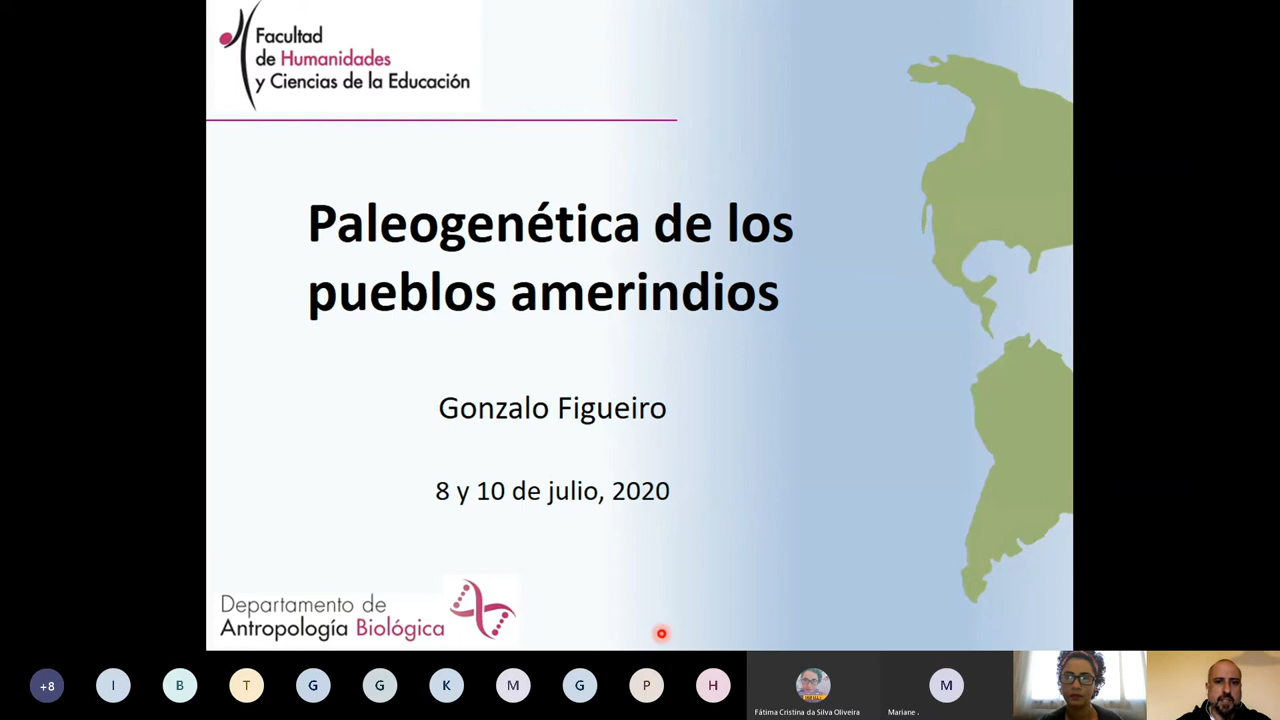 Facultad
de Humanidades
y Ciencias de la Educación
Paleogenética de los
pueblos amerindios
Gonzalo Figueiro
8 y 10 de julio, 2020
Departamento de
Antropología Biológica
+8
I
B
T
G
G
K
M
G
P
H
Fátima Cristina da Silva Oliveira
M
Mariane .